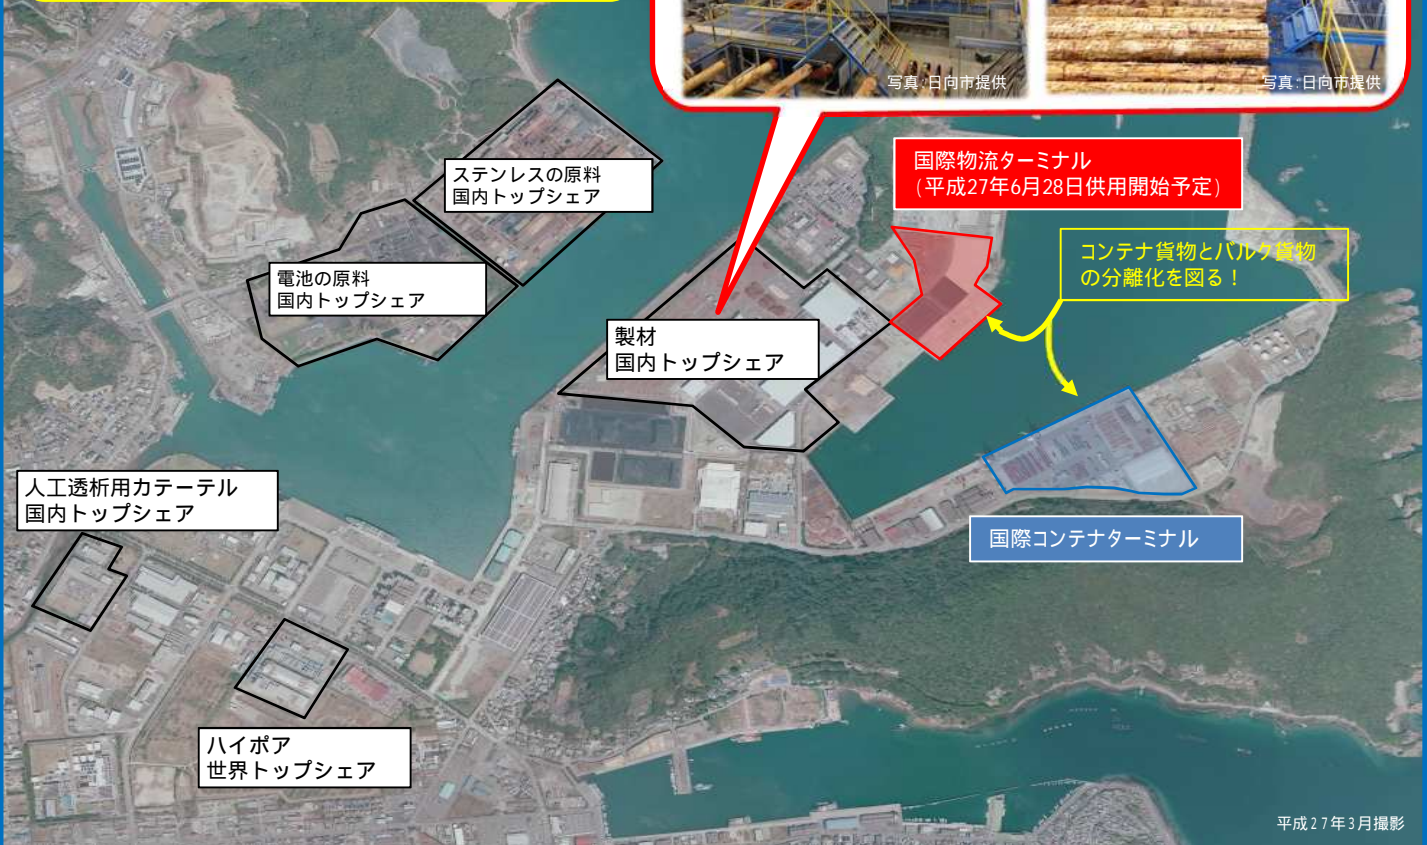 写真:日向市提供
写真:日向市提供
ステンレスの原料
国内トップシェア
国際物流ターミナル
(平成27年6月28日供用開始予定)
コンテナ貨物とバルク貨物
の分離化を図る！
電池の原料
国内トップシェア
製材
国内トップシェア
人工透析用カテーテル
国内トップシェア
国際コンテナターミナル
ハイポア
世界トップシェア
平成27年3月撮影